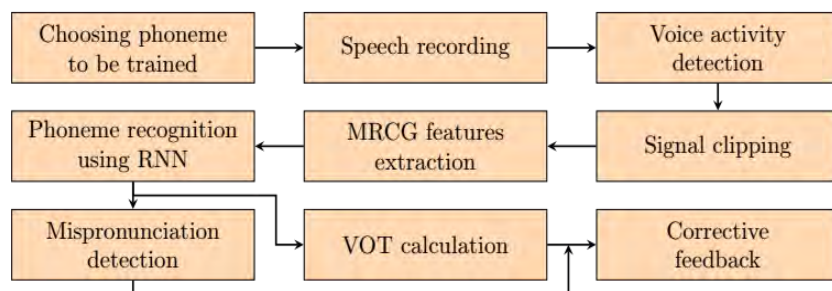 Choosing phoneme
to be trained
Speech recording
Voice activity
detection
Phoneme recognition
using RNN
MRCG features
extraction
Signal clipping
Mispronunciation
detection
VOT calculation
Corrective
feedback